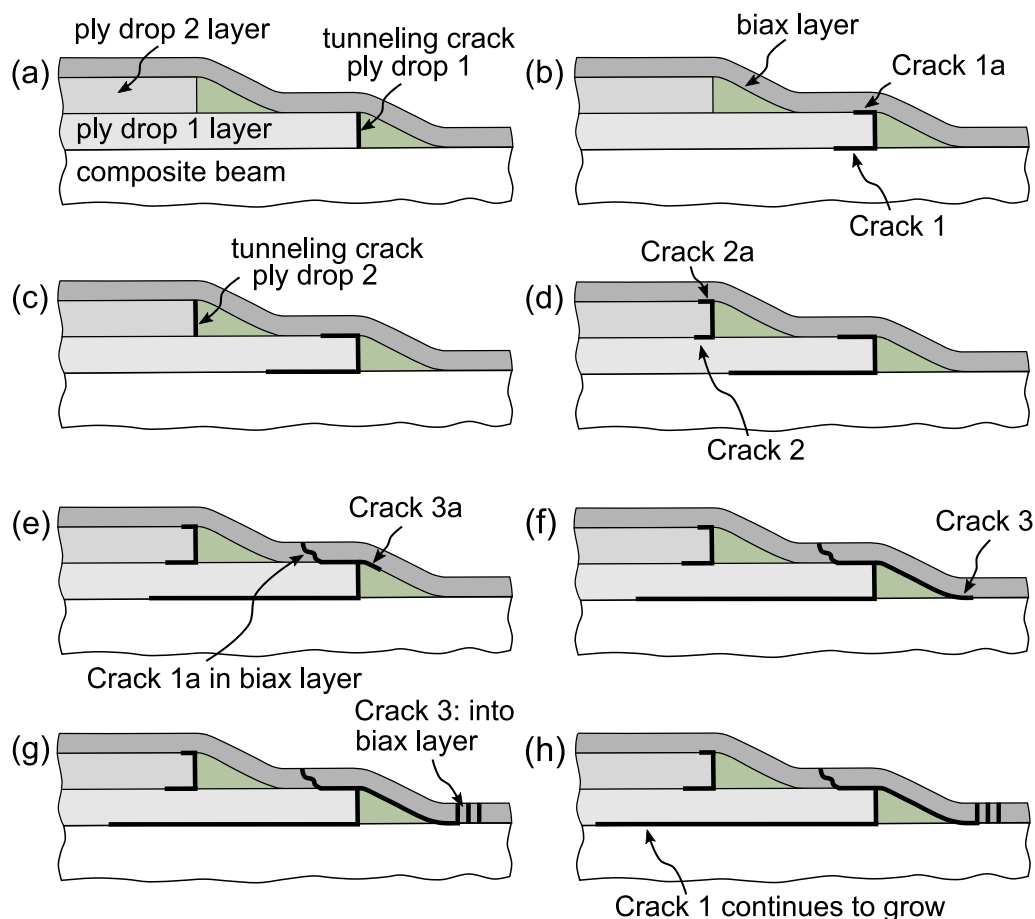 (a)
ply drop 2 layer
tunneling crack
ply drop 1
ply drop 1 layer
composite beam
(b)
biax layer
Crack 1a
Crack 1
(c)
tunneling crack
ply drop 2
(d)
Crack 2a
Crack 2
(e)
Crack 3a
Crack 1a in biax layer
(f)
Crack 3
(g)
Crack 3: into
biax layer
(h)
Crack 1 continues to grow